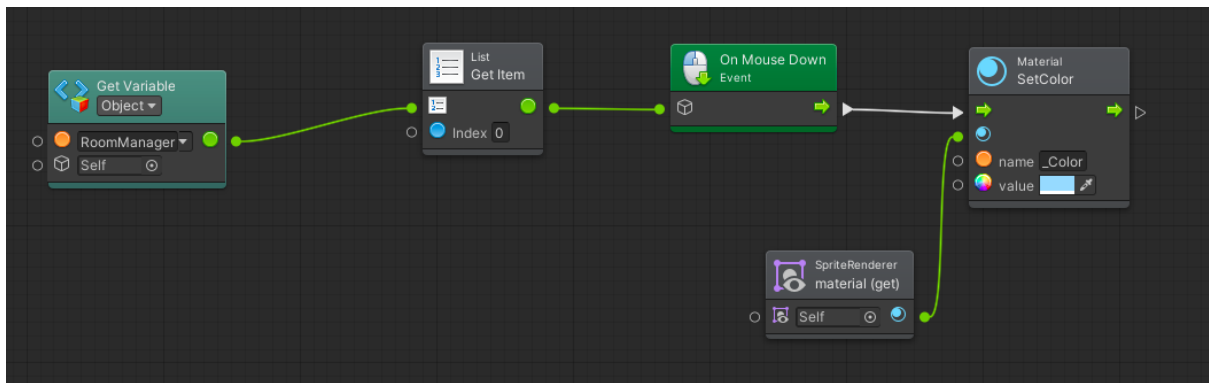 Get Variable
Object
RoomManager
Self
List
Get Item
Index 0
On Mouse Down
Event
Material
SetColor
name _Color
value
SpriteRenderer
material (get)
Self